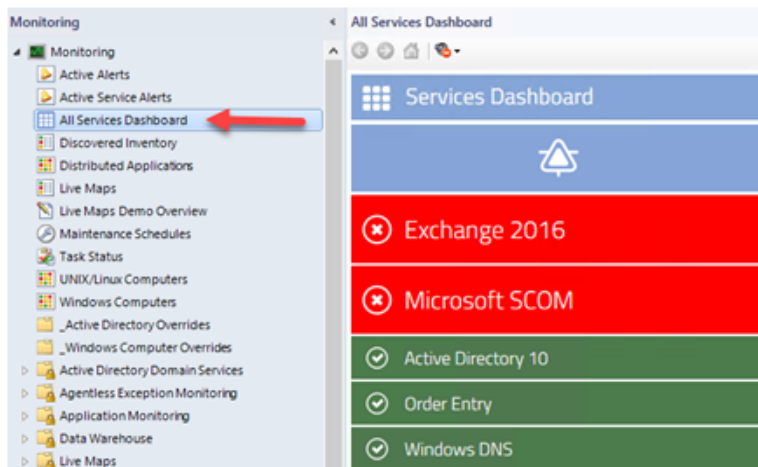 Monitoring
Monitoring
Active Alerts
Active Service Alerts
All Services Dashboard
Discovered Inventory
Distributed Applications
Live Maps
Live Maps Demo Overview
Maintenance Schedules
Task Status
UNIX/Linux Computers
Windows Computers
_Active Directory Overrides
_Windows Computer Overrides
Active Directory Domain Services
Agentless Exception Monitoring
Application Monitoring
Data Warehouse
Live Maps
All Services Dashboard
Services Dashboard
Exchange 2016
Microsoft SCOM
Active Directory 10
Order Entry
Windows DNS